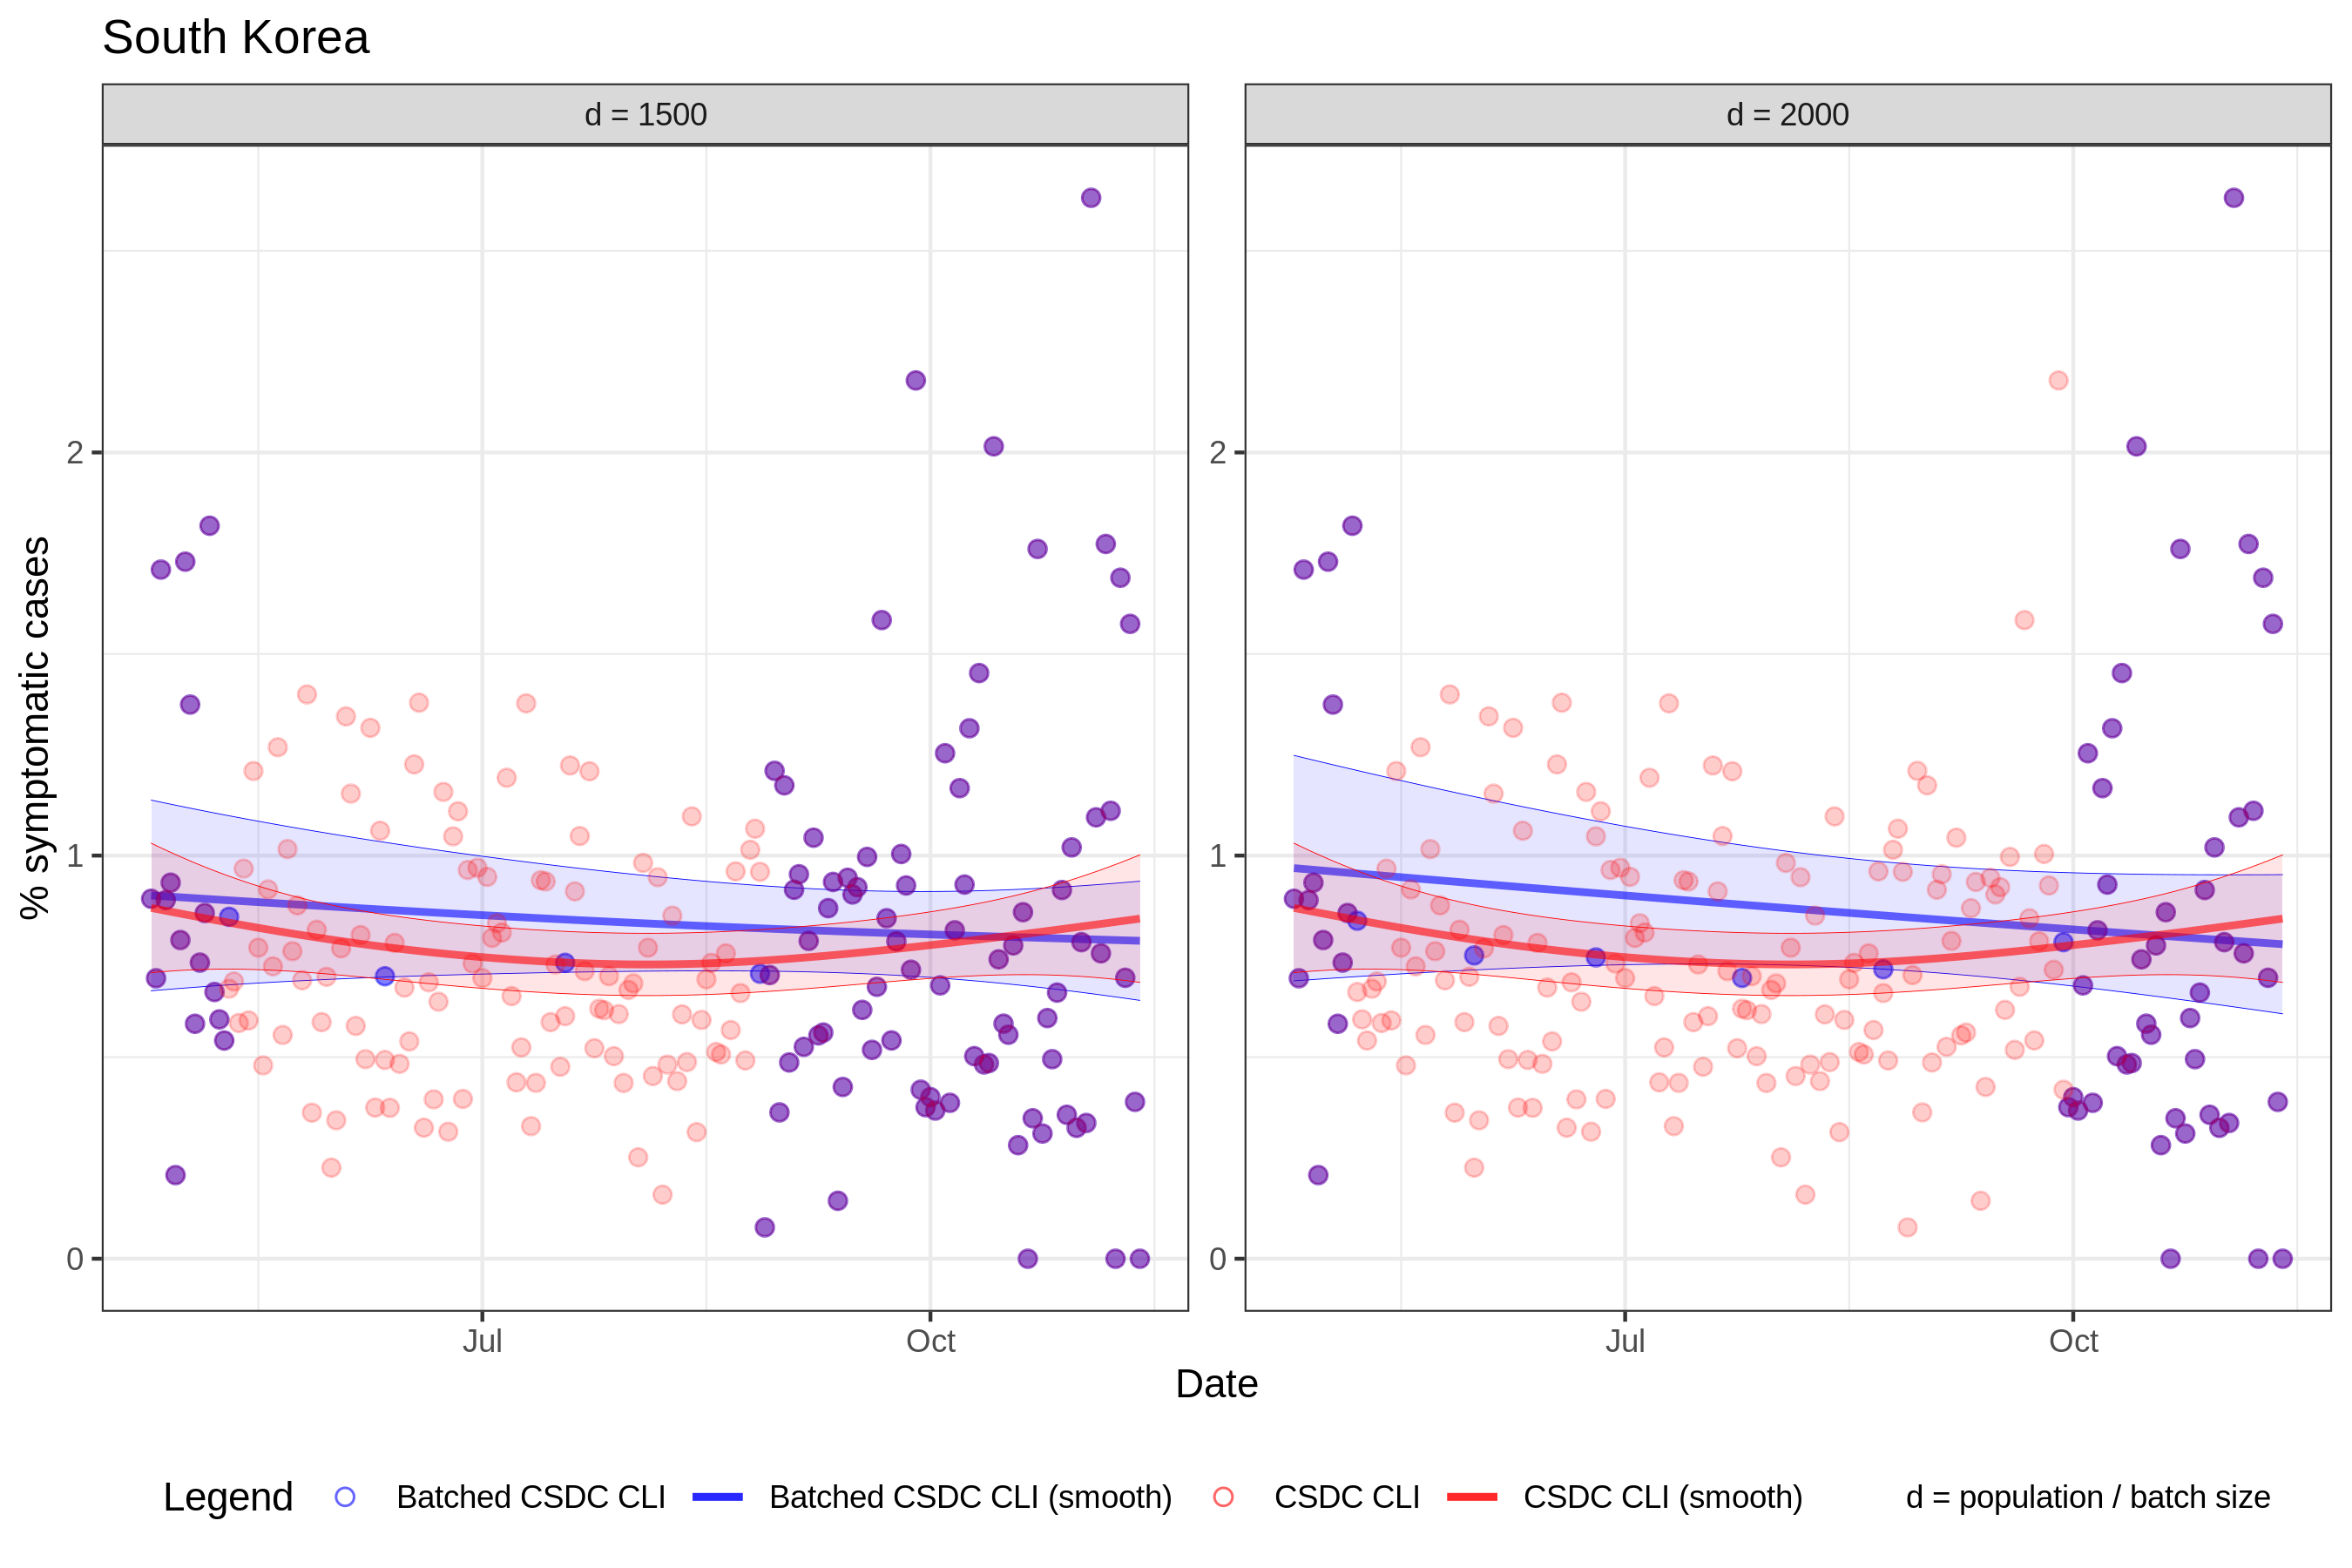 South Korea
d = 1500
d = 2000
% symptomatic cases
2
1
0
2
1
0
Jul
Oct
Jul
Oct
Date
Legend Batched CSDC CLI Batched CSDC CLI (smooth) CSDC CLI CSDC CLI (smooth) d = population / batch size